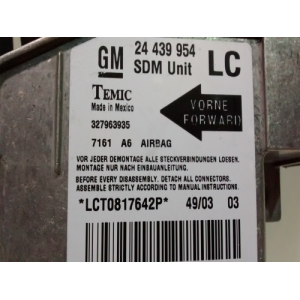 GM 24 439 954 LC
SDM Unit
TEMIC
Made in Mexico
327963935
7161 A6 AIRBAG
VORNE
FORWARD
VOR JEDER DEMONTAGE ALLE STECKVERBINDUNGEN LOESEN.
MONTAGE NUR NACH EINBAUANLEITUNG.
BEFORE EVERY DISASSEMBLY, DETACH ALL CONNECTORS.
ASSEMBLE STRICTLY ACCORDING TO MANUAL INSTRUCTIONS.
*LCT0817642P* 49/03 03